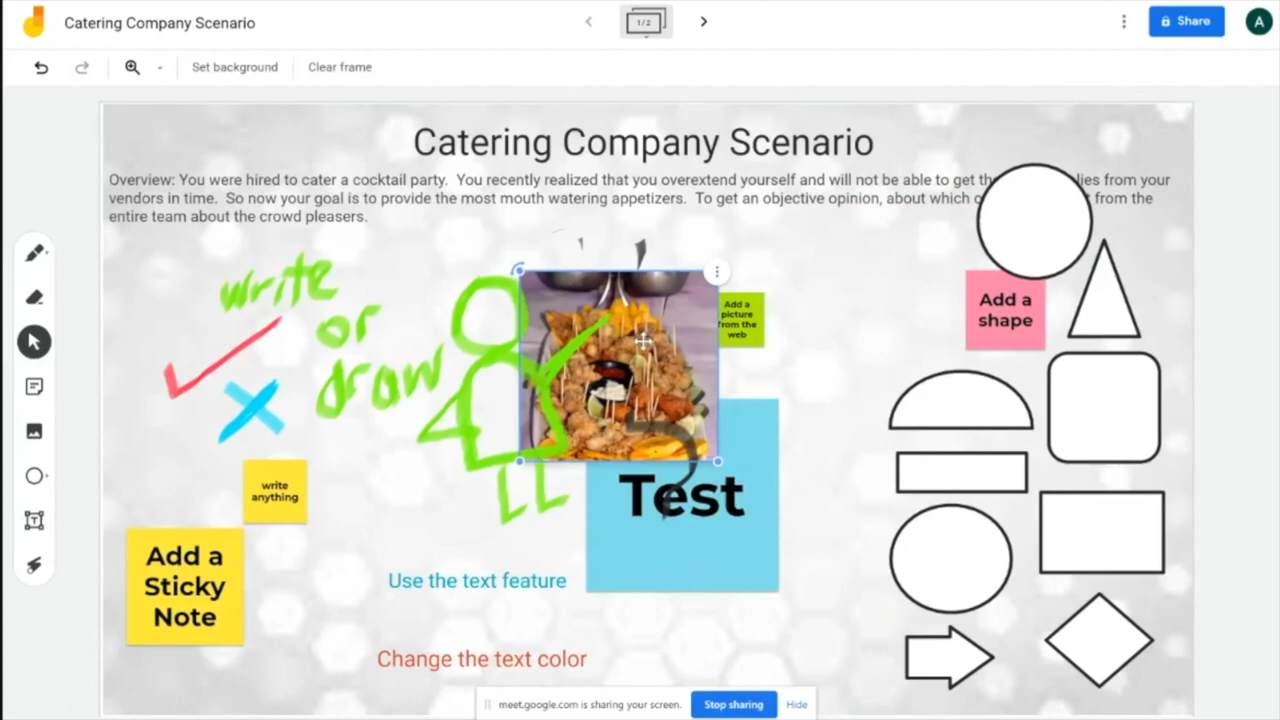 Catering Company Scenario
1/2
Share
A
Set background
Clear frame
Catering Company Scenario
Overview: You were hired to cater a cocktail party. You recently realized that you overextend yourself and will not be able to get the lies from your
vendors in time. So now your goal is to provide the most mouth watering appetizers. To get an objective opinion, about which from the
entire team about the crowd pleasers.
write
or
draw
Add a
picture
from the
web
Add a
shape
write
anything
Test
Add a
Sticky
Note
Use the text feature
Change the text color
meet.google.com is sharing your screen.
Stop sharing
Hide